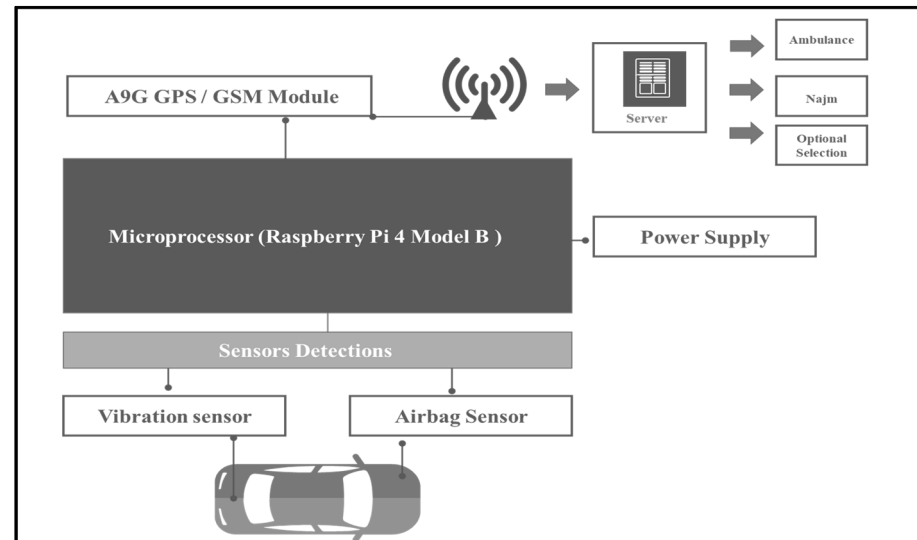 Ambulance
A9G GPS / GSM Module
Najm
Server
Optional
Selection
Microprocessor (Raspberry Pi 4 Model B )
Power Supply
Sensors Detections
Vibration sensor
Airbag Sensor